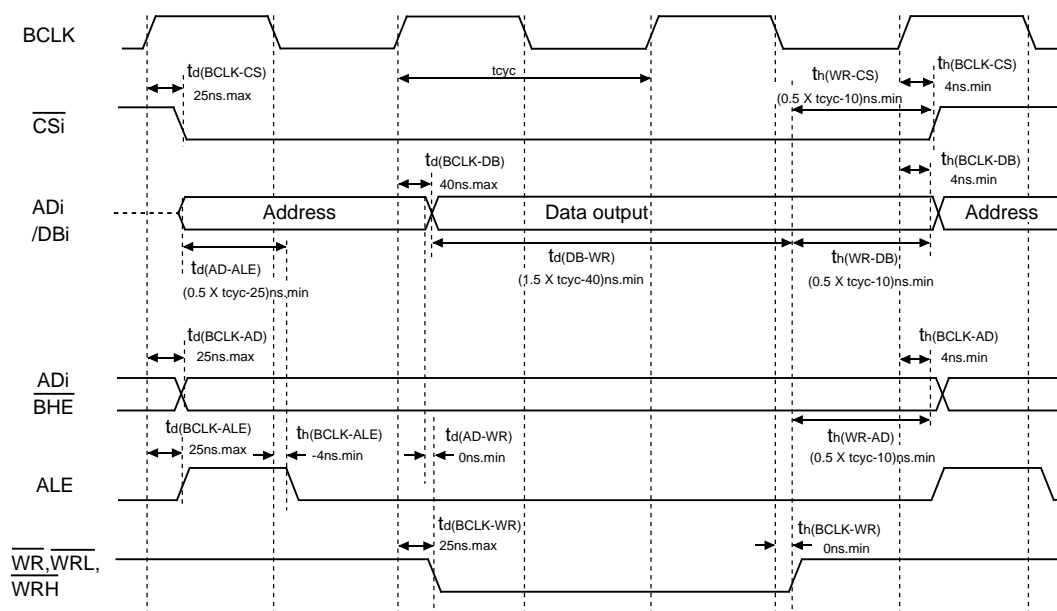 BCLK
td(BCLK-CS)
25ns.max
tcyc
th(WR-CS)
(0.5 X tcyc-10)ns.min
th(BCLK-CS)
4ns.min
CSi
td(BCLK-DB)
40ns.max
th(BCLK-DB)
4ns.min
ADi
/DBi
Address
Data output
Address
td(AD-ALE)
(0.5 X tcyc-25)ns.min
td(DB-WR)
(1.5 X tcyc-40)ns.min
th(WR-DB)
(0.5 X tcyc-10)ns.min
td(BCLK-AD)
25ns.max
th(BCLK-AD)
4ns.min
ADi
BHE
td(BCLK-ALE)
25ns.max
th(BCLK-ALE)
-4ns.min
td(AD-WR)
0ns.min
th(WR-AD)
(0.5 X tcyc-10)ns.min
ALE
td(BCLK-WR)
25ns.max
th(BCLK-WR)
0ns.min
WR,WRL,
WRH